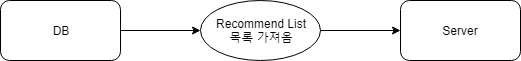 DB
Recommend List
목록 가져옴
Server